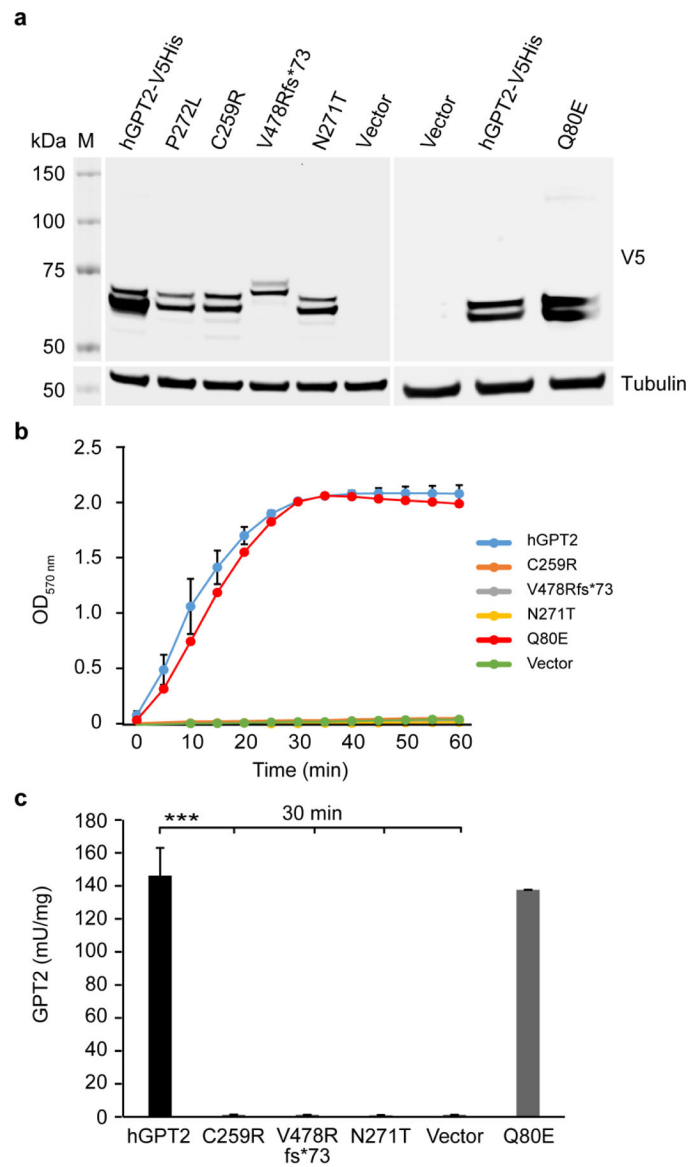 a
kDa M hGPT2-V5His P272L C259R V478Rfs*73 N271T Vector Vector hGPT2-V5His Q80E
150
100
75
50
V5
50
Tubulin
b
2.5
2.0
1.5
1.0
0.5
0
OD570 nm
0 10 20 30 40 50 60
Time (min)
hGPT2
C259R
V478Rfs*73
N271T
Q80E
Vector
c
*** 30 min
180
160
140
120
100
80
60
40
20
0
GPT2 (mU/mg)
hGPT2 C259R V478R N271T Vector Q80E
fs*73